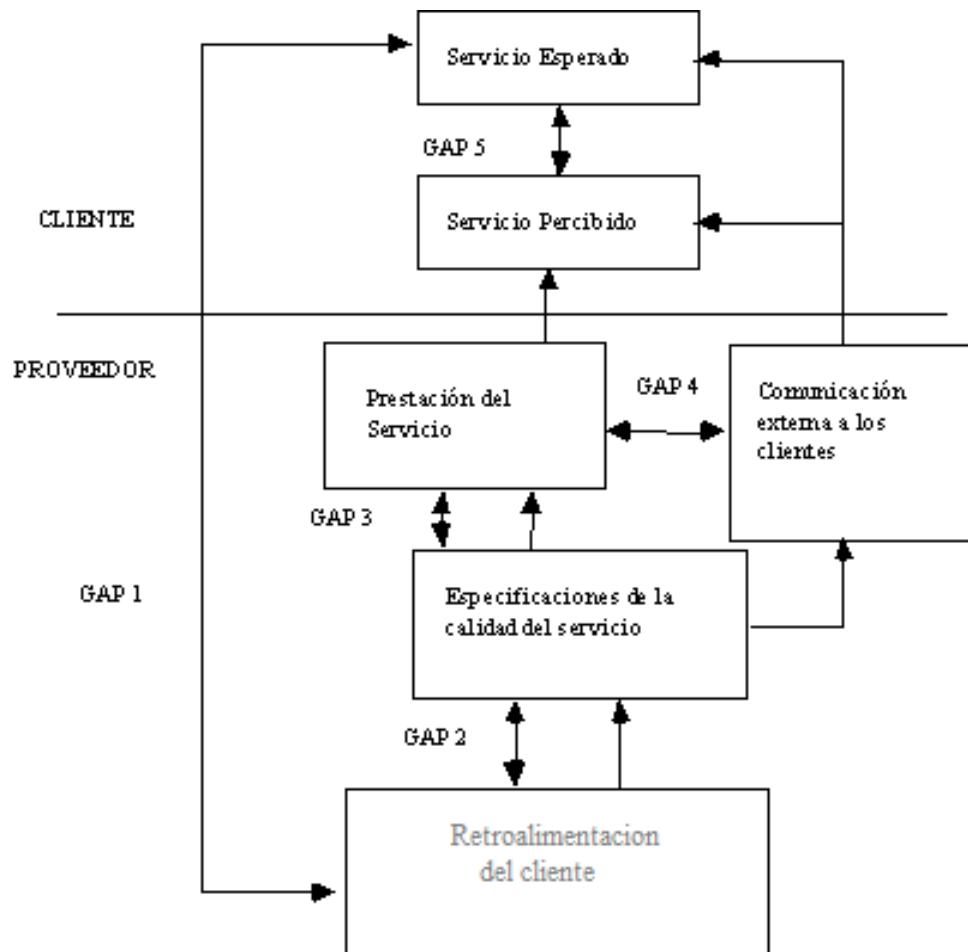 Servicio Esperado
GAP 5
CLIENTE
Servicio Percibido
PROVEEDOR
Prestación del
Servicio
GAP 4
Comunicación
externa a los
clientes
GAP 3
GAP 1
Especificaciones de la
calidad del servicio
GAP 2
Retroalimentacion
del cliente